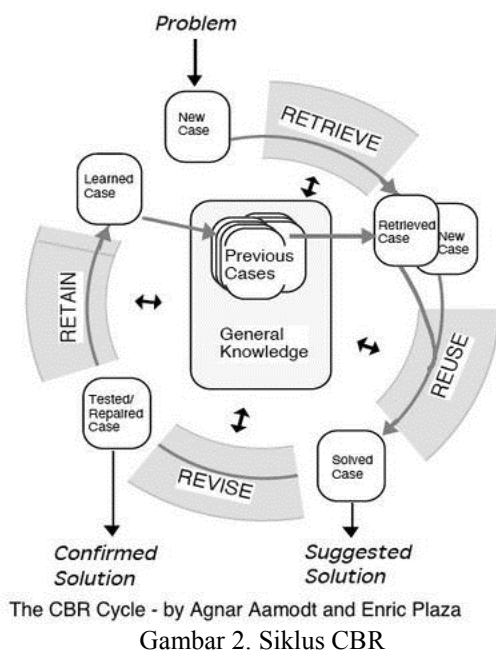 Problem
New
Case
RETRIEVE
Learned
Case
Retrieved
Case
New
Case
Previous
Cases
General
Knowledge
RETAIN
REUSE
Tested/
Repaired
Case
REVISE
Solved
Case
Confirmed
Solution
Suggested
Solution
The CBR Cycle - by Agnar Aamodt and Enric Plaza
Gambar 2. Siklus CBR